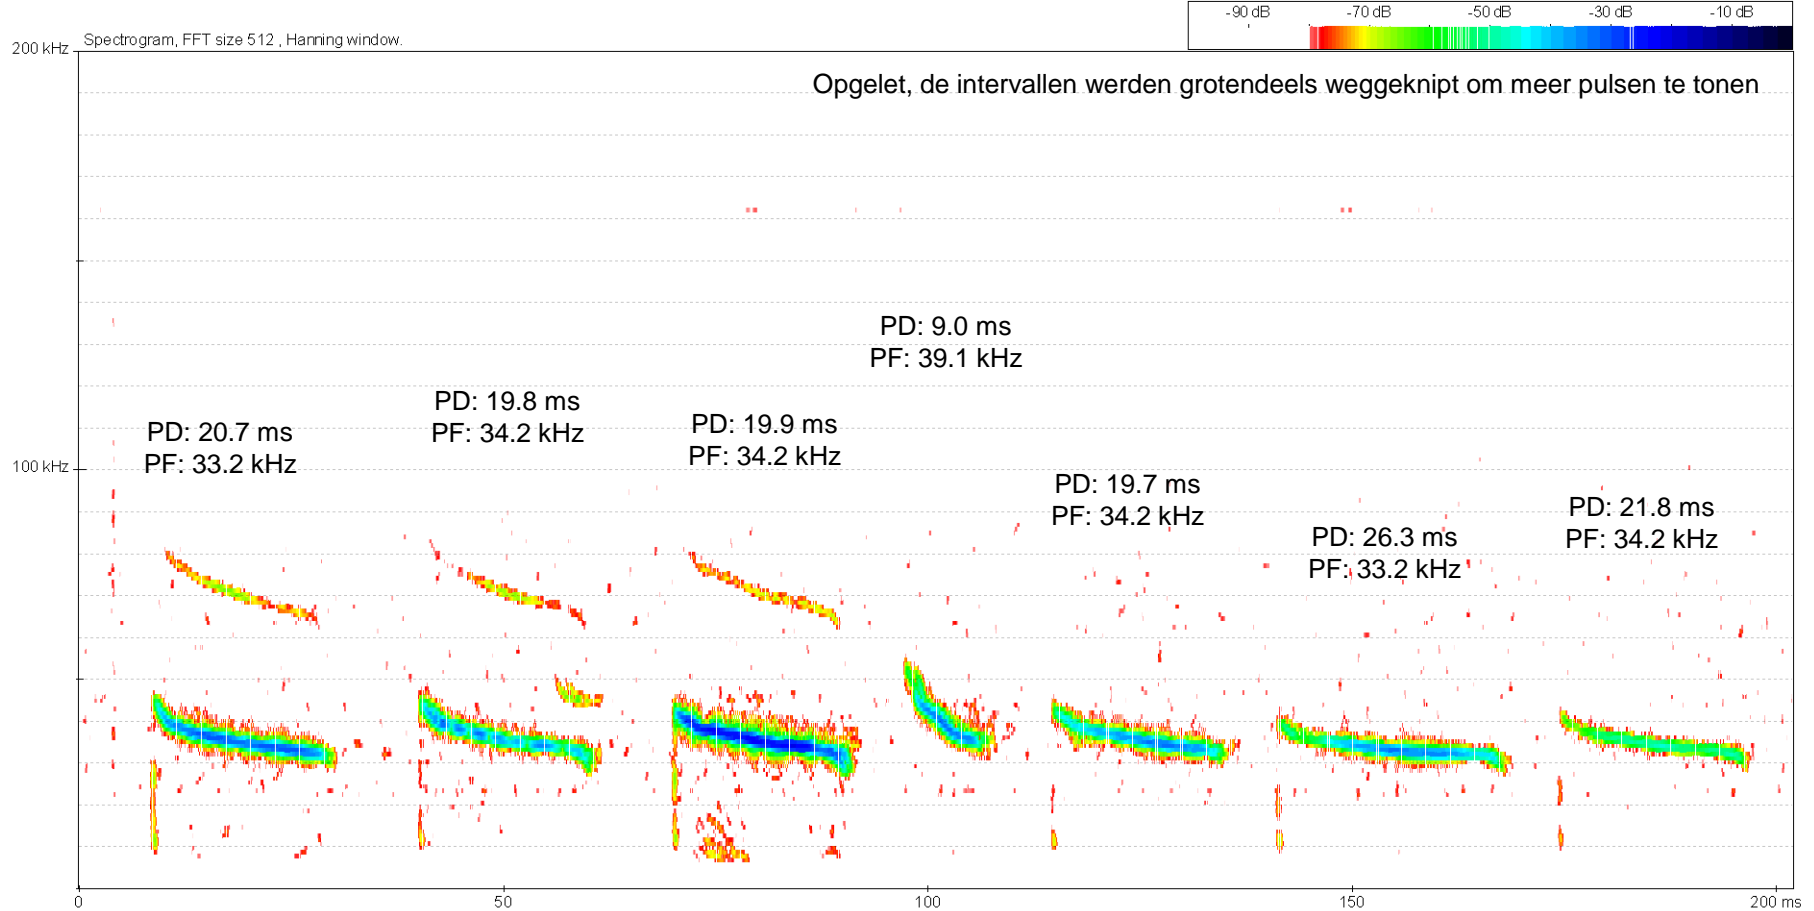 -90 dB -70 dB -50 dB -30 dB -10 dB
Spectrogram, FFT size 512 , Hanning window.
200 kHz
Opgelet, de intervallen werden grotendeels weggeknipt om meer pulsen te tonen
PD: 9.0 ms
PF: 39.1 kHz
PD: 19.8 ms
PF: 34.2 kHz
PD: 19.9 ms
PF: 34.2 kHz
PD: 20.7 ms
PF: 33.2 kHz
100 kHz
PD: 19.7 ms
PF: 34.2 kHz
PD: 21.8 ms
PF: 34.2 kHz
PD: 26.3 ms
PF: 33.2 kHz
0 50 100 150 200 ms